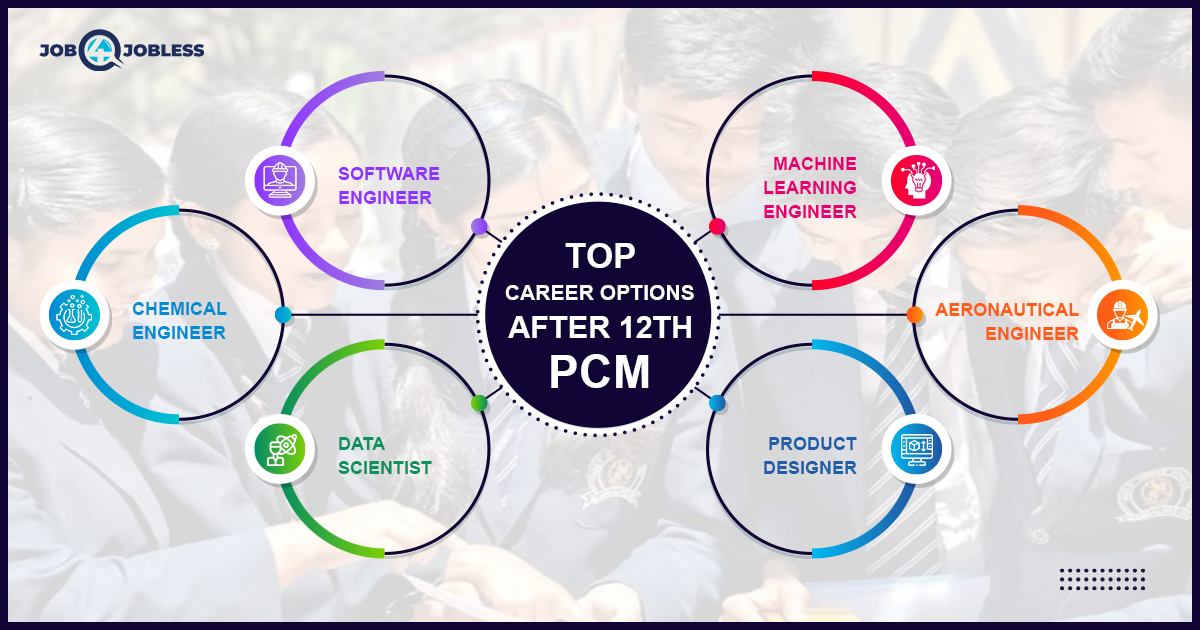 JOB 4 JOBLESS
SOFTWARE
ENGINEER
MACHINE
LEARNING
ENGINEER
CHEMICAL
ENGINEER
TOP
CAREER OPTIONS
AFTER 12TH
PCM
AERONAUTICAL
ENGINEER
DATA
SCIENTIST
PRODUCT
DESIGNER